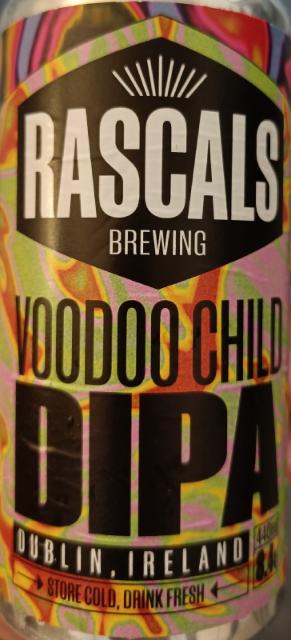 RASCALS
BREWING
VOODOO CHILD
DIPA
DUBLIN, IRELAND
STORE COLD, DRINK FRESH